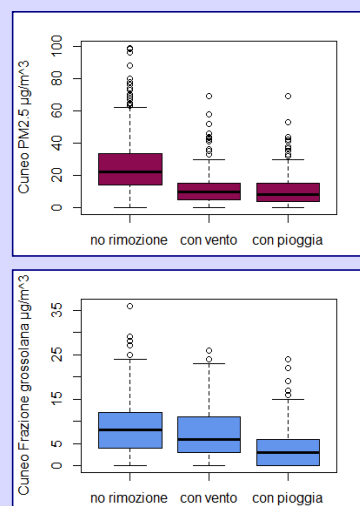 Cuneo PM2.5 µg/m^3
100
80
60
40
20
0
no rimozione con vento con pioggia
Cuneo Frazione grossolana µg/m^3
35
25
15
5
0
no rimozione con vento con pioggia